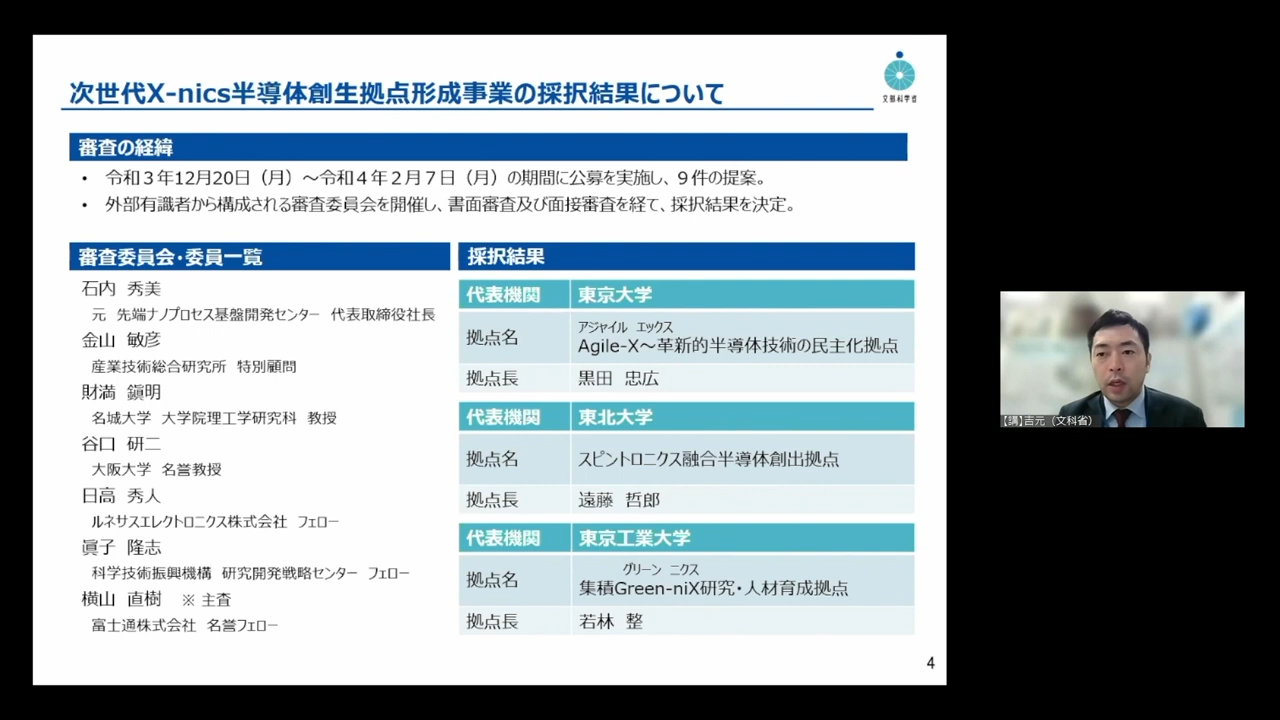 次世代X-nics半導体創生拠点形成事業の採択結果について
文部科学省
審査の経緯
• 令和３年12月20日（月）～令和４年２月７日（月）の期間に公募を実施し、９件の提案。
• 外部有識者から構成される審査委員会を開催し、書面審査及び面接審査を経て、採択結果を決定。
審査委員会・委員一覧
石内　秀美
元　先端ナノプロセス基盤開発センター　代表取締役社長
金山　敏彦
産業技術総合研究所　特別顧問
財満　鎭明
名城大学　大学院理工学研究科　教授
谷口　研二
大阪大学　名誉教授
日高　秀人
ルネサスエレクトロニクス株式会社　フェロー
眞子　隆志
科学技術振興機構　研究開発戦略センター　フェロー
横山　直樹　※ 主査
富士通株式会社　名誉フェロー
採択結果
代表機関　東京大学
アジャイル　エックス
拠点名　Agile-X～革新的半導体技術の民主化拠点
拠点長　黒田　忠広
代表機関　東北大学
拠点名　スピントロニクス融合半導体創出拠点
拠点長　遠藤　哲郎
代表機関　東京工業大学
グリーン　ニクス
拠点名　集積Green-niX研究・人材育成拠点
拠点長　若林　整
4
【講】吉元（文科省）